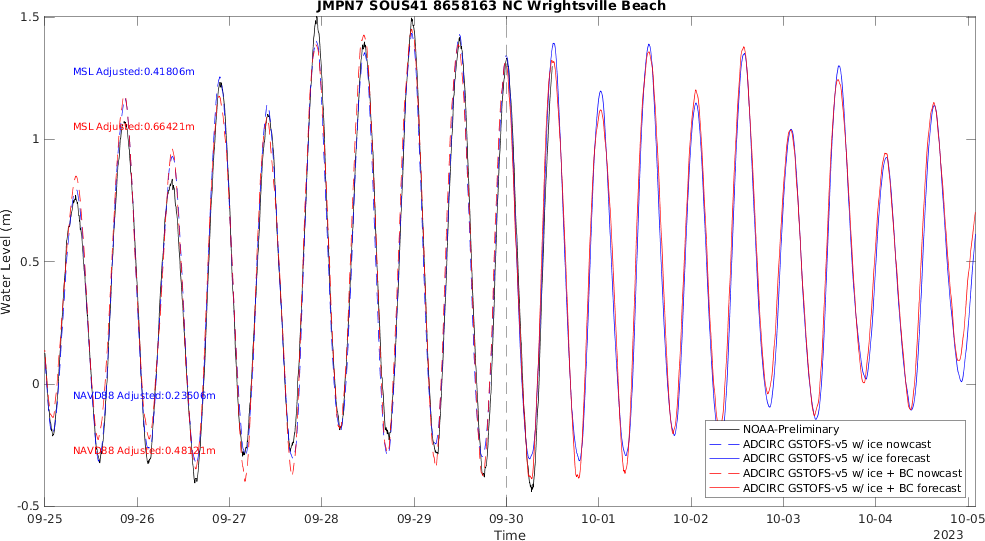 JMPN7 SOUS41 8658163 NC Wrightsville Beach
1.5
1
0.5
0
-0.5
Water Level (m)
MSL Adjusted:0.41806m
MSL Adjusted:0.66421m
NAVD88 Adjusted:0.23506m
NAVD88 Adjusted:0.48121m
NOAA-Preliminary
ADCIRC GSTOFS-v5 w/ ice nowcast
ADCIRC GSTOFS-v5 w/ ice forecast
ADCIRC GSTOFS-v5 w/ ice + BC nowcast
ADCIRC GSTOFS-v5 w/ ice + BC forecast
09-25 09-26 09-27 09-28 09-29 09-30 10-01 10-02 10-03 10-04 10-05
Time
2023